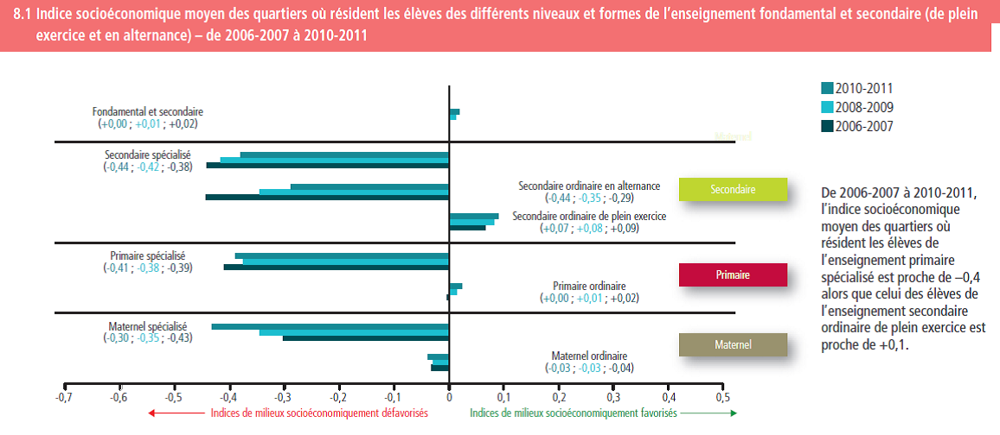 8.1 Indice socioéconomique moyen des quartiers où résident les élèves des différents niveaux et formes de l'enseignement fondamental et secondaire (de plein
exercice et en alternance) – de 2006-2007 à 2010-2011
2010-2011
2008-2009
2006-2007
Fondamental et secondaire
(+0,00 ; +0,01 ; +0,02)
Maternel
Secondaire spécialisé
(-0,44 ; -0,42 ; -0,38)
Secondaire ordinaire en alternance
(-0,44 ; -0,35 ; -0,29)
Secondaire
Secondaire ordinaire de plein exercice
(+0,07 ; +0,08 ; +0,09)
Primaire spécialisé
(-0,41 ; -0,38 ; -0,39)
Primaire ordinaire
(+0,00 ; +0,01 ; +0,02)
Primaire
Maternel spécialisé
(-0,30 ; -0,35 ; -0,43)
Maternel ordinaire
(-0,03 ; -0,03 ; -0,04)
Maternel
-0,7 -0,6 -0,5 -0,4 -0,3 -0,2 -0,1 0 0,1 0,2 0,3 0,4 0,5
Indices de milieux socioéconomiquement défavorisés
Indices de milieux socioéconomiquement favorisés
De 2006-2007 à 2010-2011,
l'indice socioéconomique
moyen des quartiers où
résident les élèves de
l'enseignement primaire
spécialisé est proche de –0,4
alors que celui des élèves de
l'enseignement secondaire
ordinaire de plein exercice est
proche de +0,1.